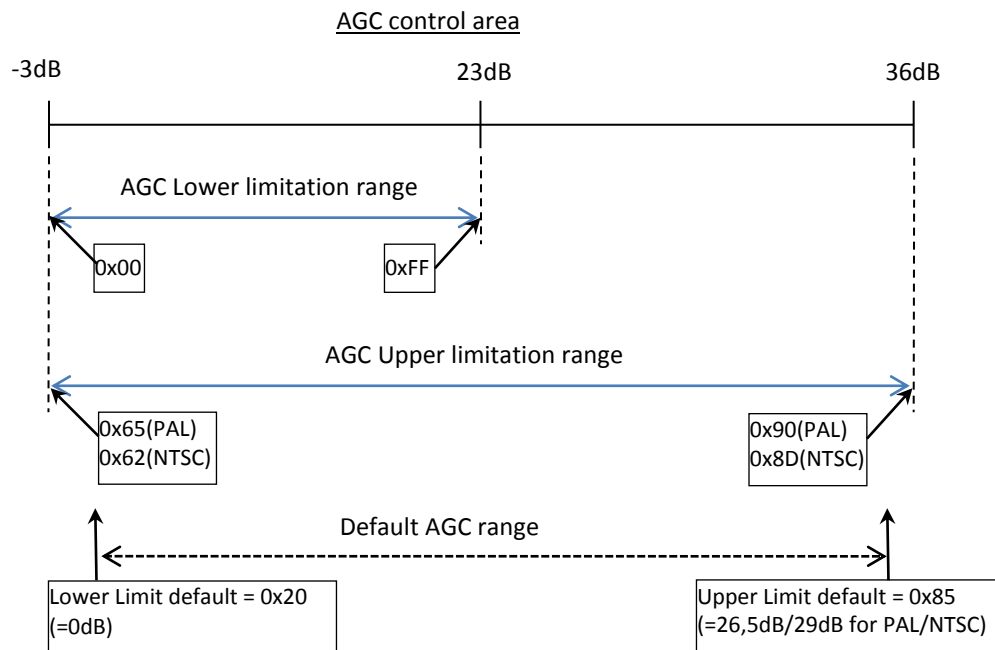 AGC control area
-3dB
23dB
36dB
AGC Lower limitation range
0x00
0xFF
AGC Upper limitation range
0x65(PAL)
0x62(NTSC)
0x90(PAL)
0x8D(NTSC)
Default AGC range
Lower Limit default = 0x20
(=0dB)
Upper Limit default = 0x85
(=26,5dB/29dB for PAL/NTSC)